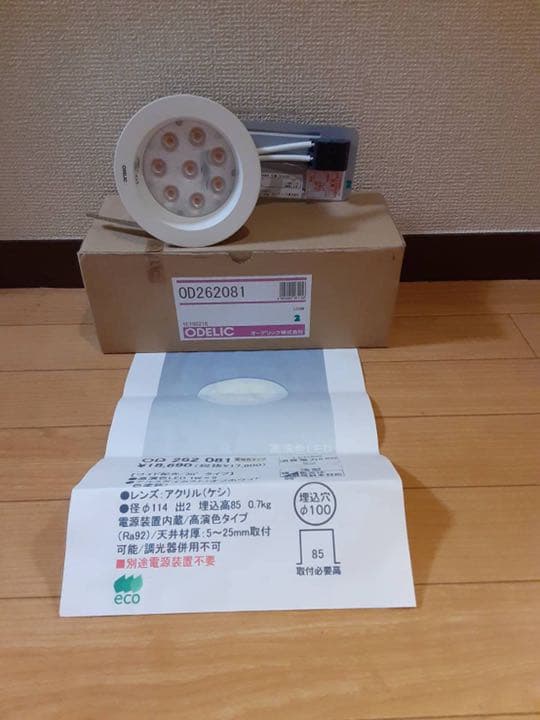 ODELIC
OD262081
ODELIC
オーデリック株式会社
2
OD 262 081
¥18,690(税抜¥17,800)
●レンズ:アクリル(ケシ)
●径φ114 出2 埋込高85 0.7kg
電源装置内蔵/高演色タイプ
(Ra92)/天井材厚:5~25mm取付
可能/調光器併用不可
■別途電源装置不要
埋込穴
φ100
85
取付必要高
eco